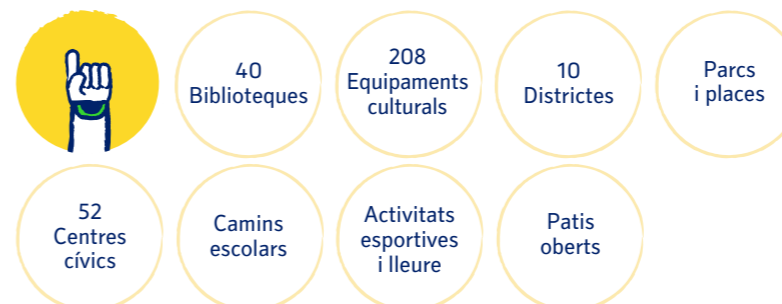 40
Biblioteques
208
Equipaments
culturals
10
Districtes
Parcs
i places
52
Centres
cívics
Camins
escolars
Activitats
esportives
i lleure
Patis
oberts